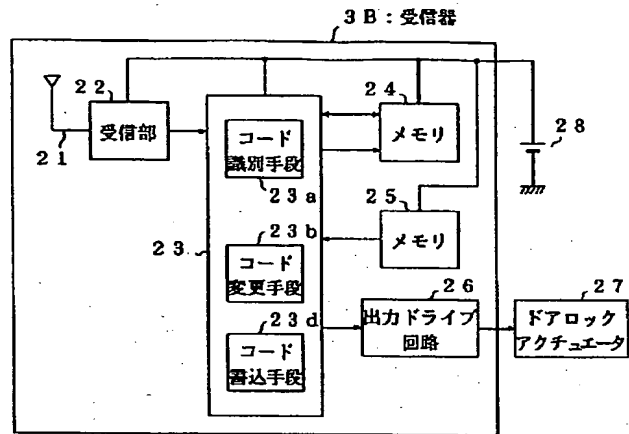 3B:受信器
22
受信部
21
24
メモリ
28
コード
識別手段
23a
25
メモリ
23
23b
コード
変更手段
26
出力ドライブ
回路
27
ドアロック
アクチュエータ
23d
コード
書込手段